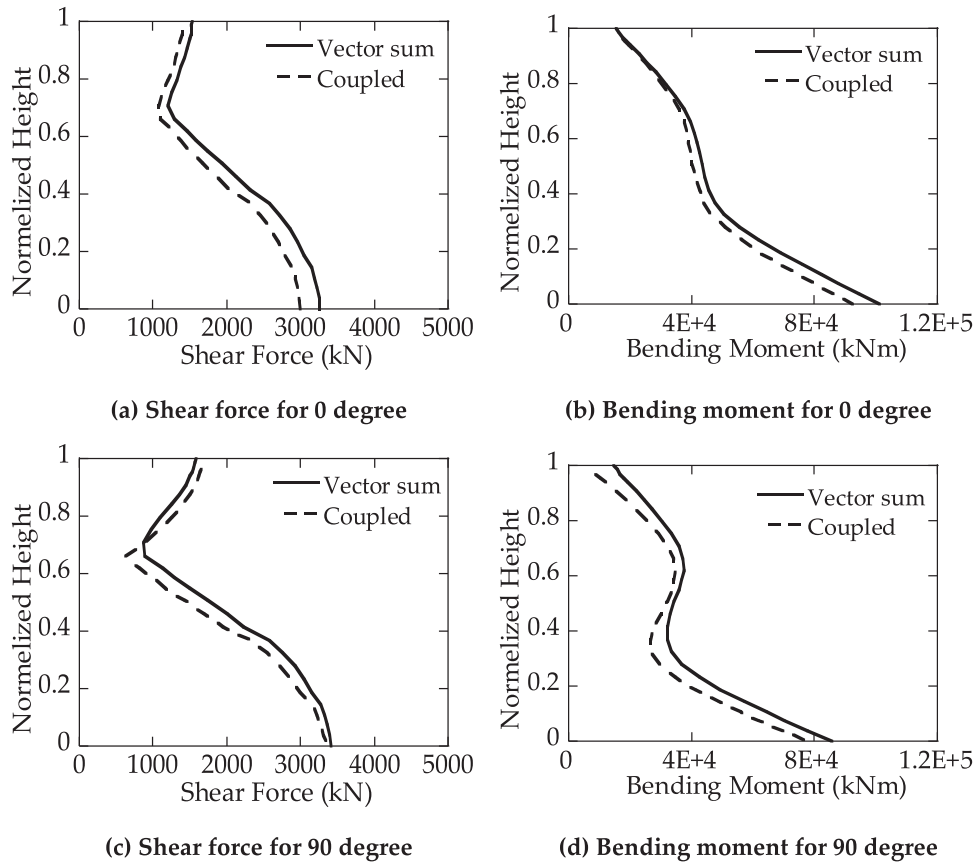 1
0.8
0.6
0.4
0.2
0
Normelized Height
Vector sum
Coupled
0 1000 2000 3000 4000 5000
Shear Force (kN)
(a) Shear force for 0 degree
1
0.8
0.6
0.4
0.2
0
Normelized Height
Vector sum
Coupled
0 4E+4 8E+4 1.2E+5
Bending Moment (kNm)
(b) Bending moment for 0 degree
1
0.8
0.6
0.4
0.2
0
Normelized Height
Vector sum
Coupled
0 1000 2000 3000 4000 5000
Shear Force (kN)
(c) Shear force for 90 degree
1
0.8
0.6
0.4
0.2
0
Normelized Height
Vector sum
Coupled
0 4E+4 8E+4 1.2E+5
Bending Moment (kNm)
(d) Bending moment for 90 degree